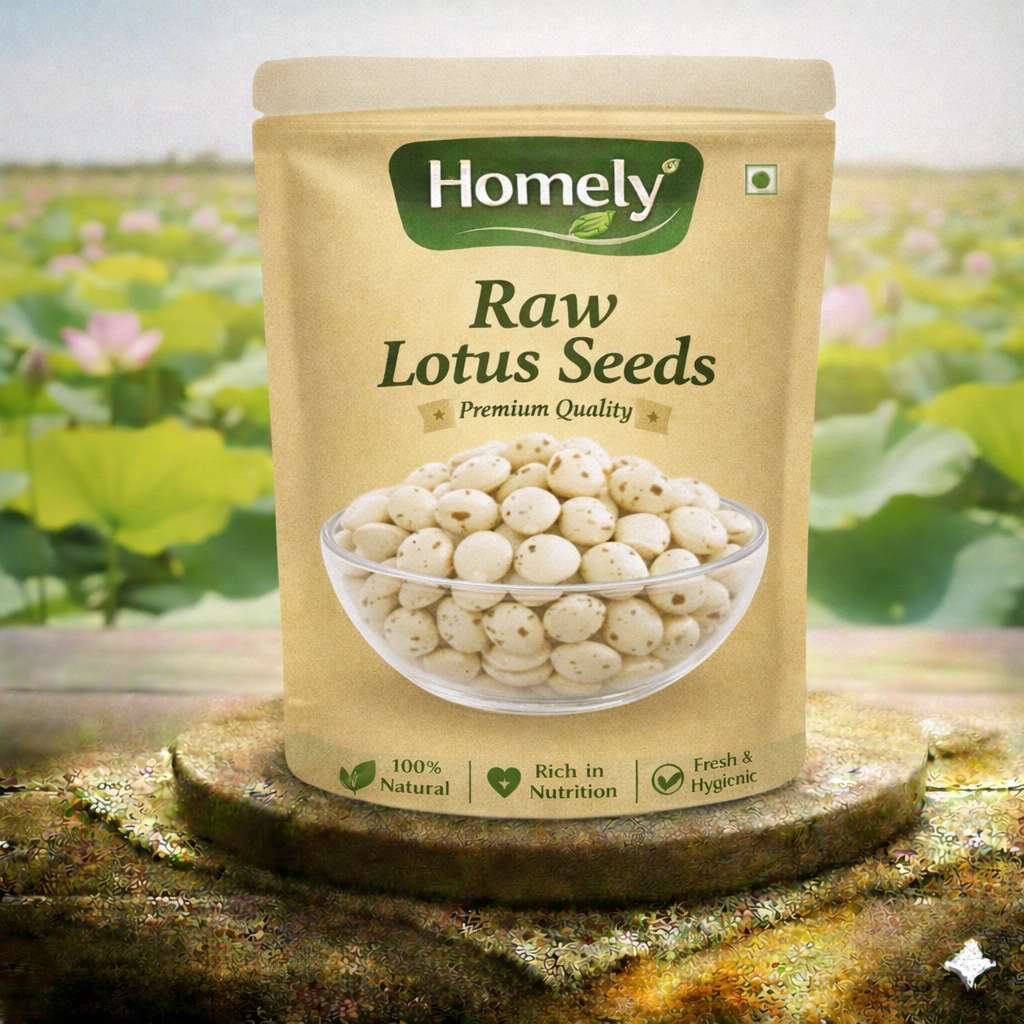 Homely
Raw
Lotus Seeds
Premium Quality
100%
Natural
Rich in
Nutrition
Fresh &
Hygienic